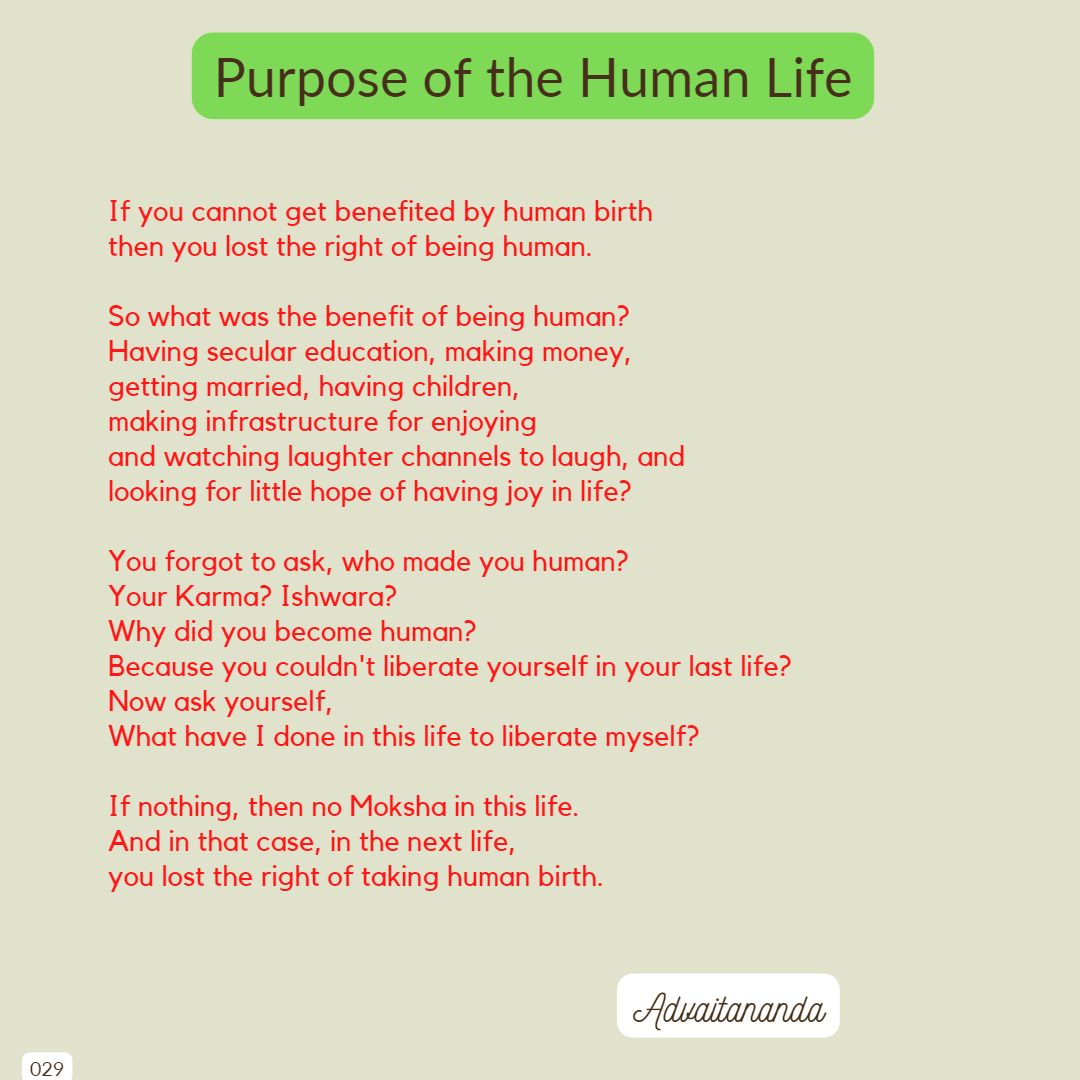 Purpose of the Human Life
If you cannot get benefited by human birth
then you lost the right of being human.
So what was the benefit of being human?
Having secular education, making money,
getting married, having children,
making infrastructure for enjoying
and watching laughter channels to laugh, and
looking for little hope of having joy in life?
You forgot to ask, who made you human?
Your Karma? Ishwara?
Why did you become human?
Because you couldn't liberate yourself in your last life?
Now ask yourself,
What have I done in this life to liberate myself?
If nothing, then no Moksha in this life.
And in that case, in the next life,
you lost the right of taking human birth.
Advaitananda
029